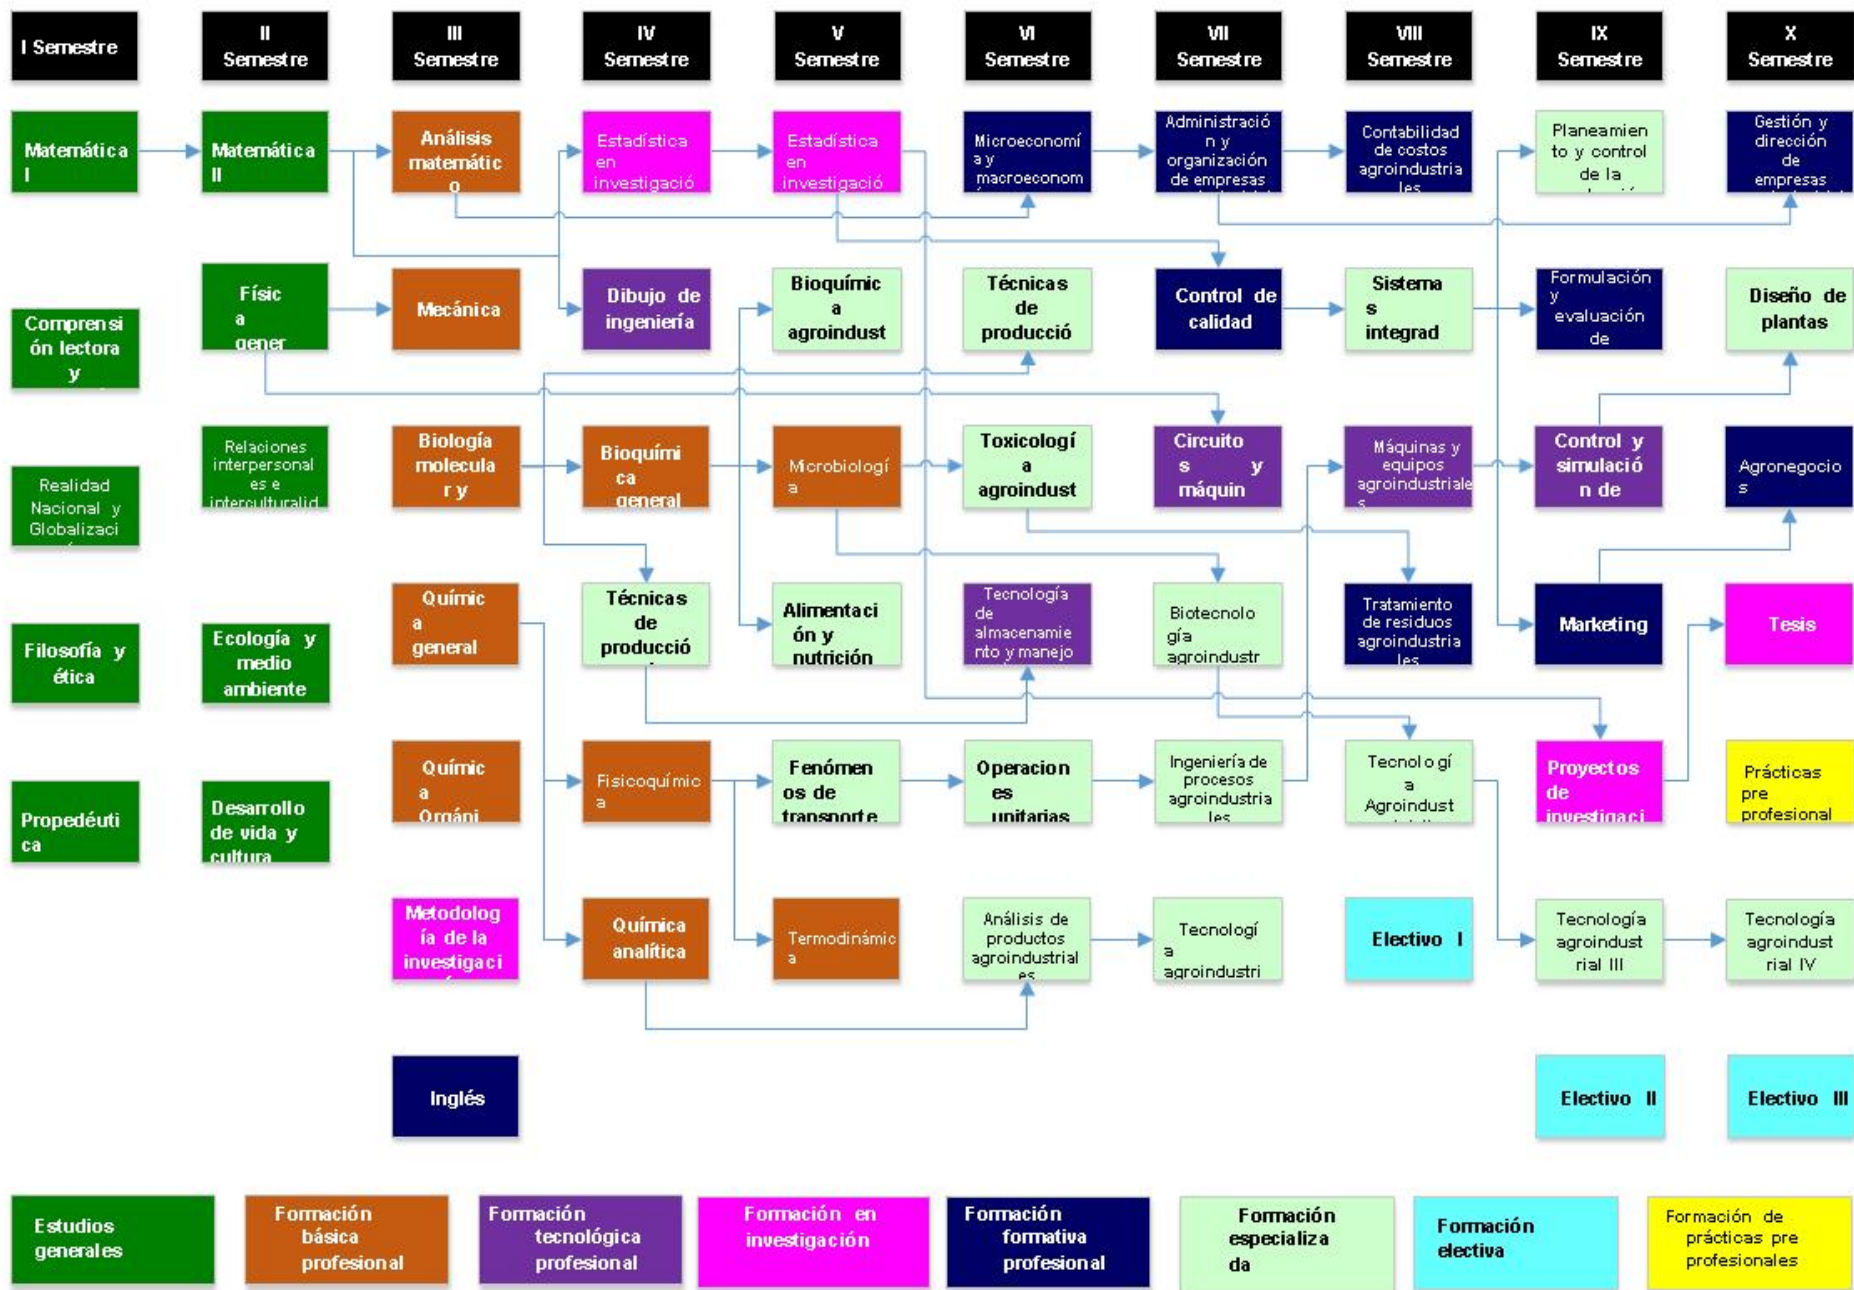 I Semestre
II
Semestre
III
Semestre
IV
Semestre
V
Semestre
VI
Semestre
VII
Semestre
VIII
Semestre
IX
Semestre
X
Semestre
Matemática
I
Matemática
II
Análisis
matemátic
o
Estadística
en
investigació
Estadística
en
investigació
Microeconomí
a y
macroeconom
Administració
n y
organización
de empresas
Contabilidad
de costos
agroindustria
les
Planeamien
to y control
de la
Gestión y
dirección
de
empresas
Comprensi
ón lectora
y
Físic
a
gener
Mecánica
Dibujo de
ingeniería
Bioquímic
a
agroindust
Técnicas
de
producció
Control de
calidad
Sistema
s
integrad
Formulación
y
evaluación
de
Diseño de
plantas
Realidad
Nacional y
Globalizaci
Relaciones
interpersonal
es e
interculturalid
Biología
molecula
r y
Bioquími
ca
general
Microbiologí
a
Toxicologí
a
agroindust
Circuito
s y
máquin
Máquinas y
equipos
agroindustriale
s
Control y
simulació
n de
Agronegocio
s
Filosofía y
ética
Ecología y
medio
ambiente
Químic
a
general
Técnicas
de
producció
Alimentaci
ón y
nutrición
Tecnología
de
almacenamie
nto y manejo
Biotecnolo
gía
agroindustr
Tratamiento
de residuos
agroindustria
les
Marketing
Tesis
Propedéuti
ca
Desarrollo
de vida y
cultura
Químic
a
Orgáni
Fisicoquímic
a
Fenómen
os de
transporte
Operacion
es
unitarias
Ingeniería de
procesos
agroindustria
les
Tecnologí
a
Agroindust
Proyectos
de
investigaci
Prácticas
pre
profesional
Metodolog
ía de la
investigaci
Química
analítica
Termodinámic
a
Análisis de
productos
agroindustrial
es
Tecnologí
a
agroindustri
Electivo I
Tecnología
agroindust
rial III
Tecnología
agroindust
rial IV
Inglés
Electivo II
Electivo III
Estudios
generales
Formación
básica
profesional
Formación
tecnológica
profesional
Formación en
investigación
Formación
formativa
profesional
Formación
especializa
da
Formación
electiva
Formación de
prácticas pre
profesionales